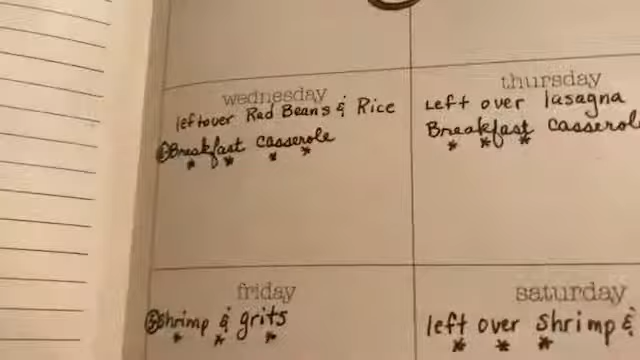 wednesday
leftover Red Beans & Rice
Breakfast Casserole
thursday
Left over lasagna
Breakfast Casserol
friday
shrimp & grits
saturday
left over shrimp &